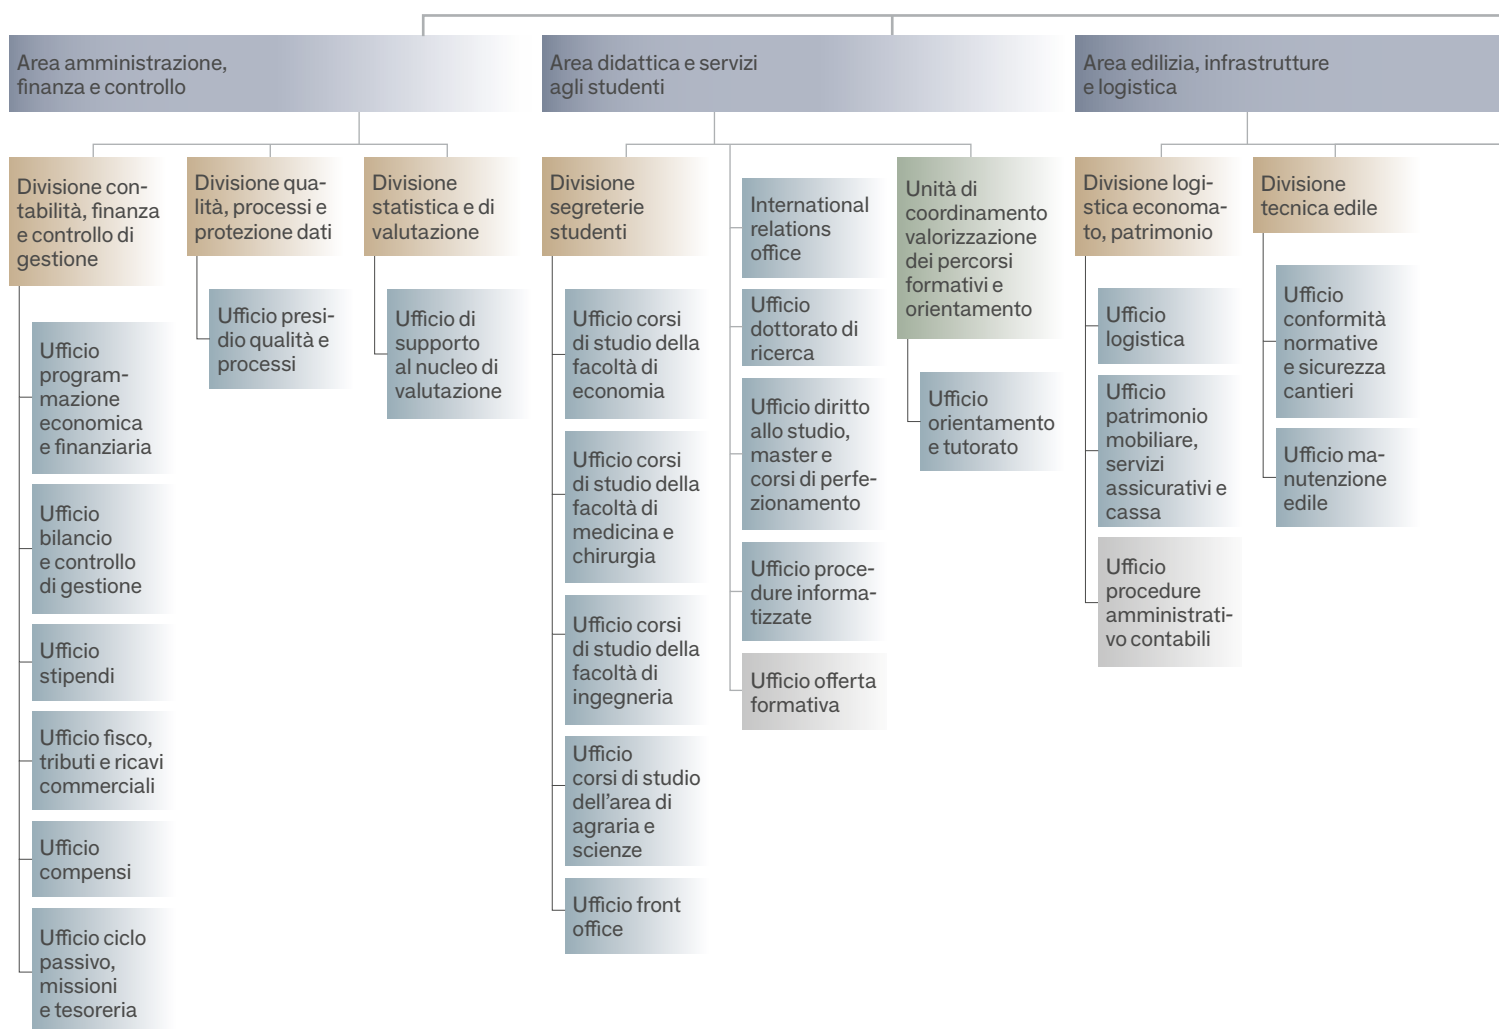 Area amministrazione,
finanza e controllo
Divisione con-
tabilità, finanza
e controllo di
gestione
Ufficio
program-
mazione
economica
e finanziaria
Ufficio
bilancio
e controllo
di gestione
Ufficio
stipendi
Ufficio fisco,
tributi e ricavi
commerciali
Ufficio
compensi
Ufficio ciclo
passivo,
missioni
e tesoreria
Divisione qua-
lità, processi e
protezione dati
Ufficio presi-
dio qualità e
processi
Divisione
statistica e di
valutazione
Ufficio di
supporto
al nucleo di
valutazione
Area didattica e servizi
agli studenti
Divisione
segreterie
studenti
Ufficio corsi
di studio della
facoltà di
economia
Ufficio corsi
di studio della
facoltà di
medicina e
chirurgia
Ufficio corsi
di studio della
facoltà di
ingegneria
Ufficio
corsi di studio
dell’area di
agraria e
scienze
Ufficio front
office
International
relations
office
Ufficio
dottorato di
ricerca
Ufficio diritto
allo studio,
master e
corsi di perfe-
zionamento
Ufficio proce-
dure informa-
tizzate
Ufficio offerta
formativa
Unità di
coordinamento
valorizzazione
dei percorsi
formativi e
orientamento
Ufficio
orientamento
e tutorato
Area edilizia, infrastrutture
e logistica
Divisione logi-
stica economa-
to, patrimonio
Ufficio
logistica
Ufficio
patrimonio
mobiliare,
servizi
assicurativi e
cassa
Ufficio
procedure
amministrati-
vo contabili
Divisione
tecnica edile
Ufficio
conformità
normative
e sicurezza
cantieri
Ufficio ma-
nutenzione
edile